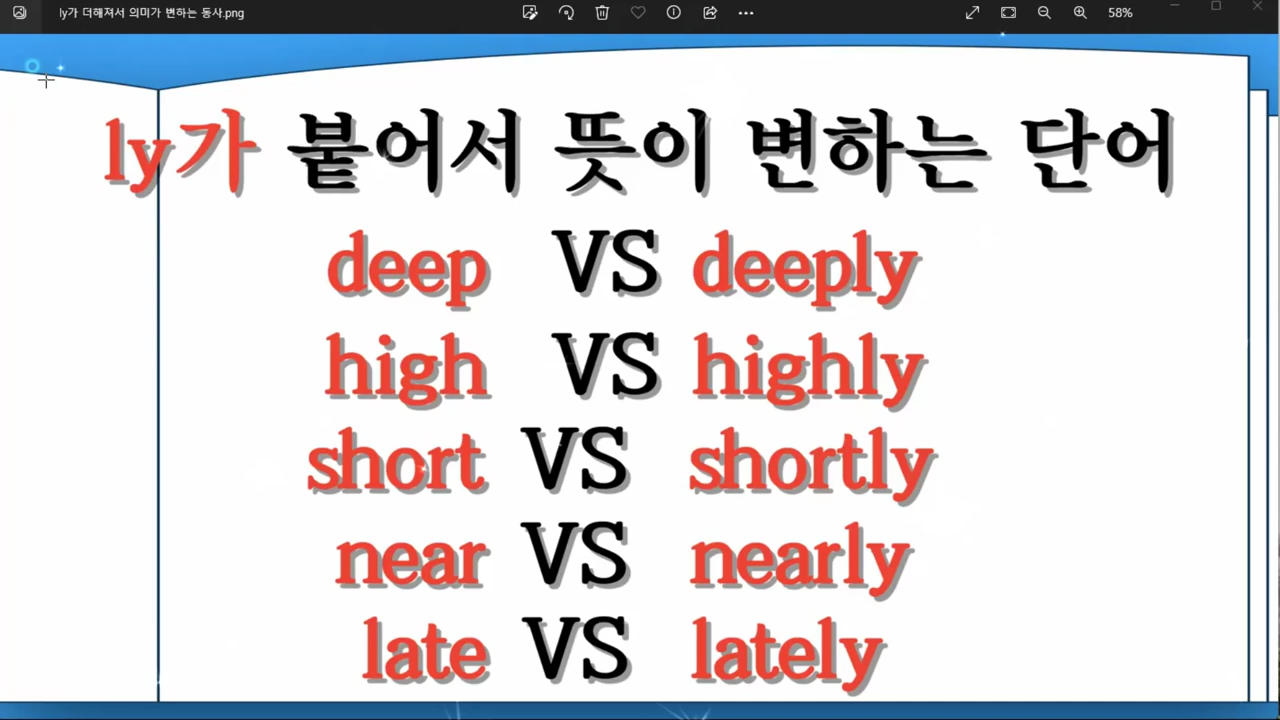 ly가 더해져서 의미가 변하는 동사.png
58%
ly가 붙어서 뜻이 변하는 단어
deep VS deeply
high VS highly
short VS shortly
near VS nearly
late VS lately